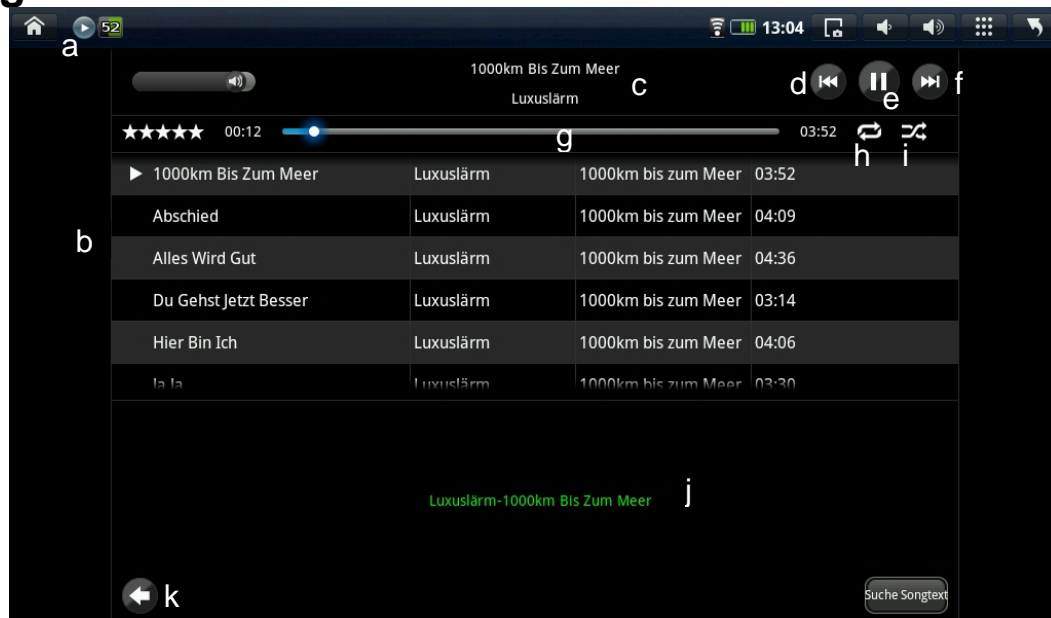 52 13:04
a
1000km Bis Zum Meer
Luxuslärm
c d e f
★★★★★ 00:12 g 03:52
h i
1000km Bis Zum Meer Luxuslärm 1000km bis zum Meer 03:52
Abschied Luxuslärm 1000km bis zum Meer 04:09
b
Alles Wird Gut Luxuslärm 1000km bis zum Meer 04:36
Du Gehst Jetzt Besser Luxuslärm 1000km bis zum Meer 03:14
Hier Bin Ich Luxuslärm 1000km bis zum Meer 04:06
Ja Ja Luxuslärm 1000km bis zum Meer 03:30
Luxuslärm-1000km Bis Zum Meer j
k Suche Songtext